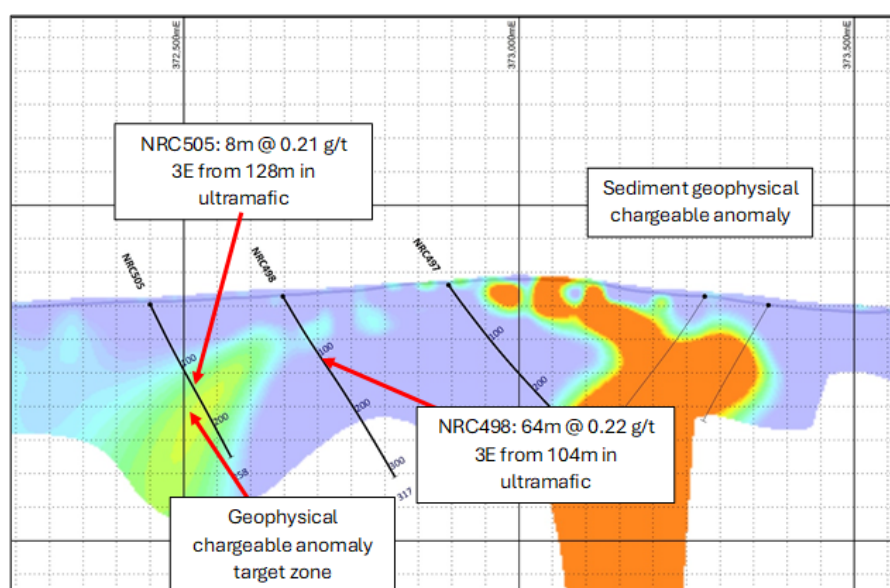 372,500mE
373,000mE
373,500mE
NRC505: 8m @ 0.21 g/t
3E from 128m in
ultramafic
Sediment geophysical
chargeable anomaly
NRC505
NRC498
NRC497
100
200
100
200
300
317
100
200
NRC498: 64m @ 0.22 g/t
3E from 104m in
ultramafic
Geophysical
chargeable anomaly
target zone